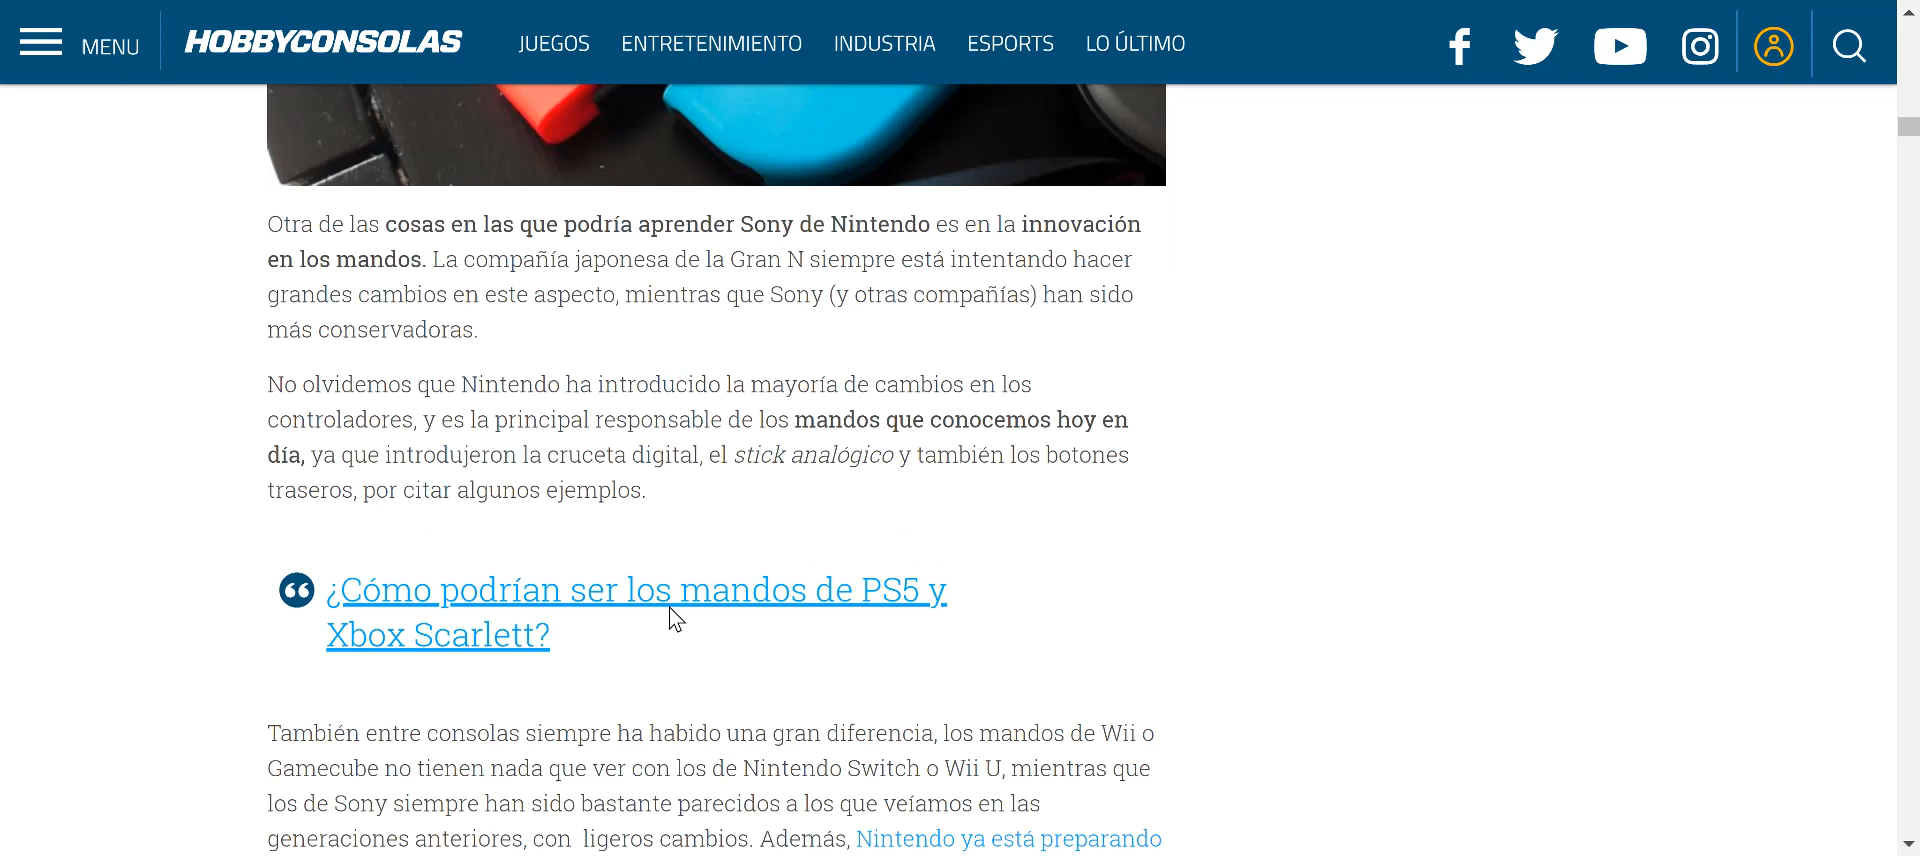 MENU
HOBBYCONSOLAS
JUEGOS ENTRETENIMIENTO INDUSTRIA ESPORTS LO ÚLTIMO
Otra de las cosas en las que podría aprender Sony de Nintendo es en la innovación
en los mandos. La compañía japonesa de la Gran N siempre está intentando hacer
grandes cambios en este aspecto, mientras que Sony (y otras compañías) han sido
más conservadoras.
No olvidemos que Nintendo ha introducido la mayoría de cambios en los
controladores, y es la principal responsable de los mandos que conocemos hoy en
día, ya que introdujeron la cruceta digital, el stick analógico y también los botones
traseros, por citar algunos ejemplos.
¿Cómo podrían ser los mandos de PS5 y
Xbox Scarlett?
También entre consolas siempre ha habido una gran diferencia, los mandos de Wii o
Gamecube no tienen nada que ver con los de Nintendo Switch o Wii U, mientras que
los de Sony siempre han sido bastante parecidos a los que veíamos en las
generaciones anteriores, con ligeros cambios. Además, Nintendo ya está preparando